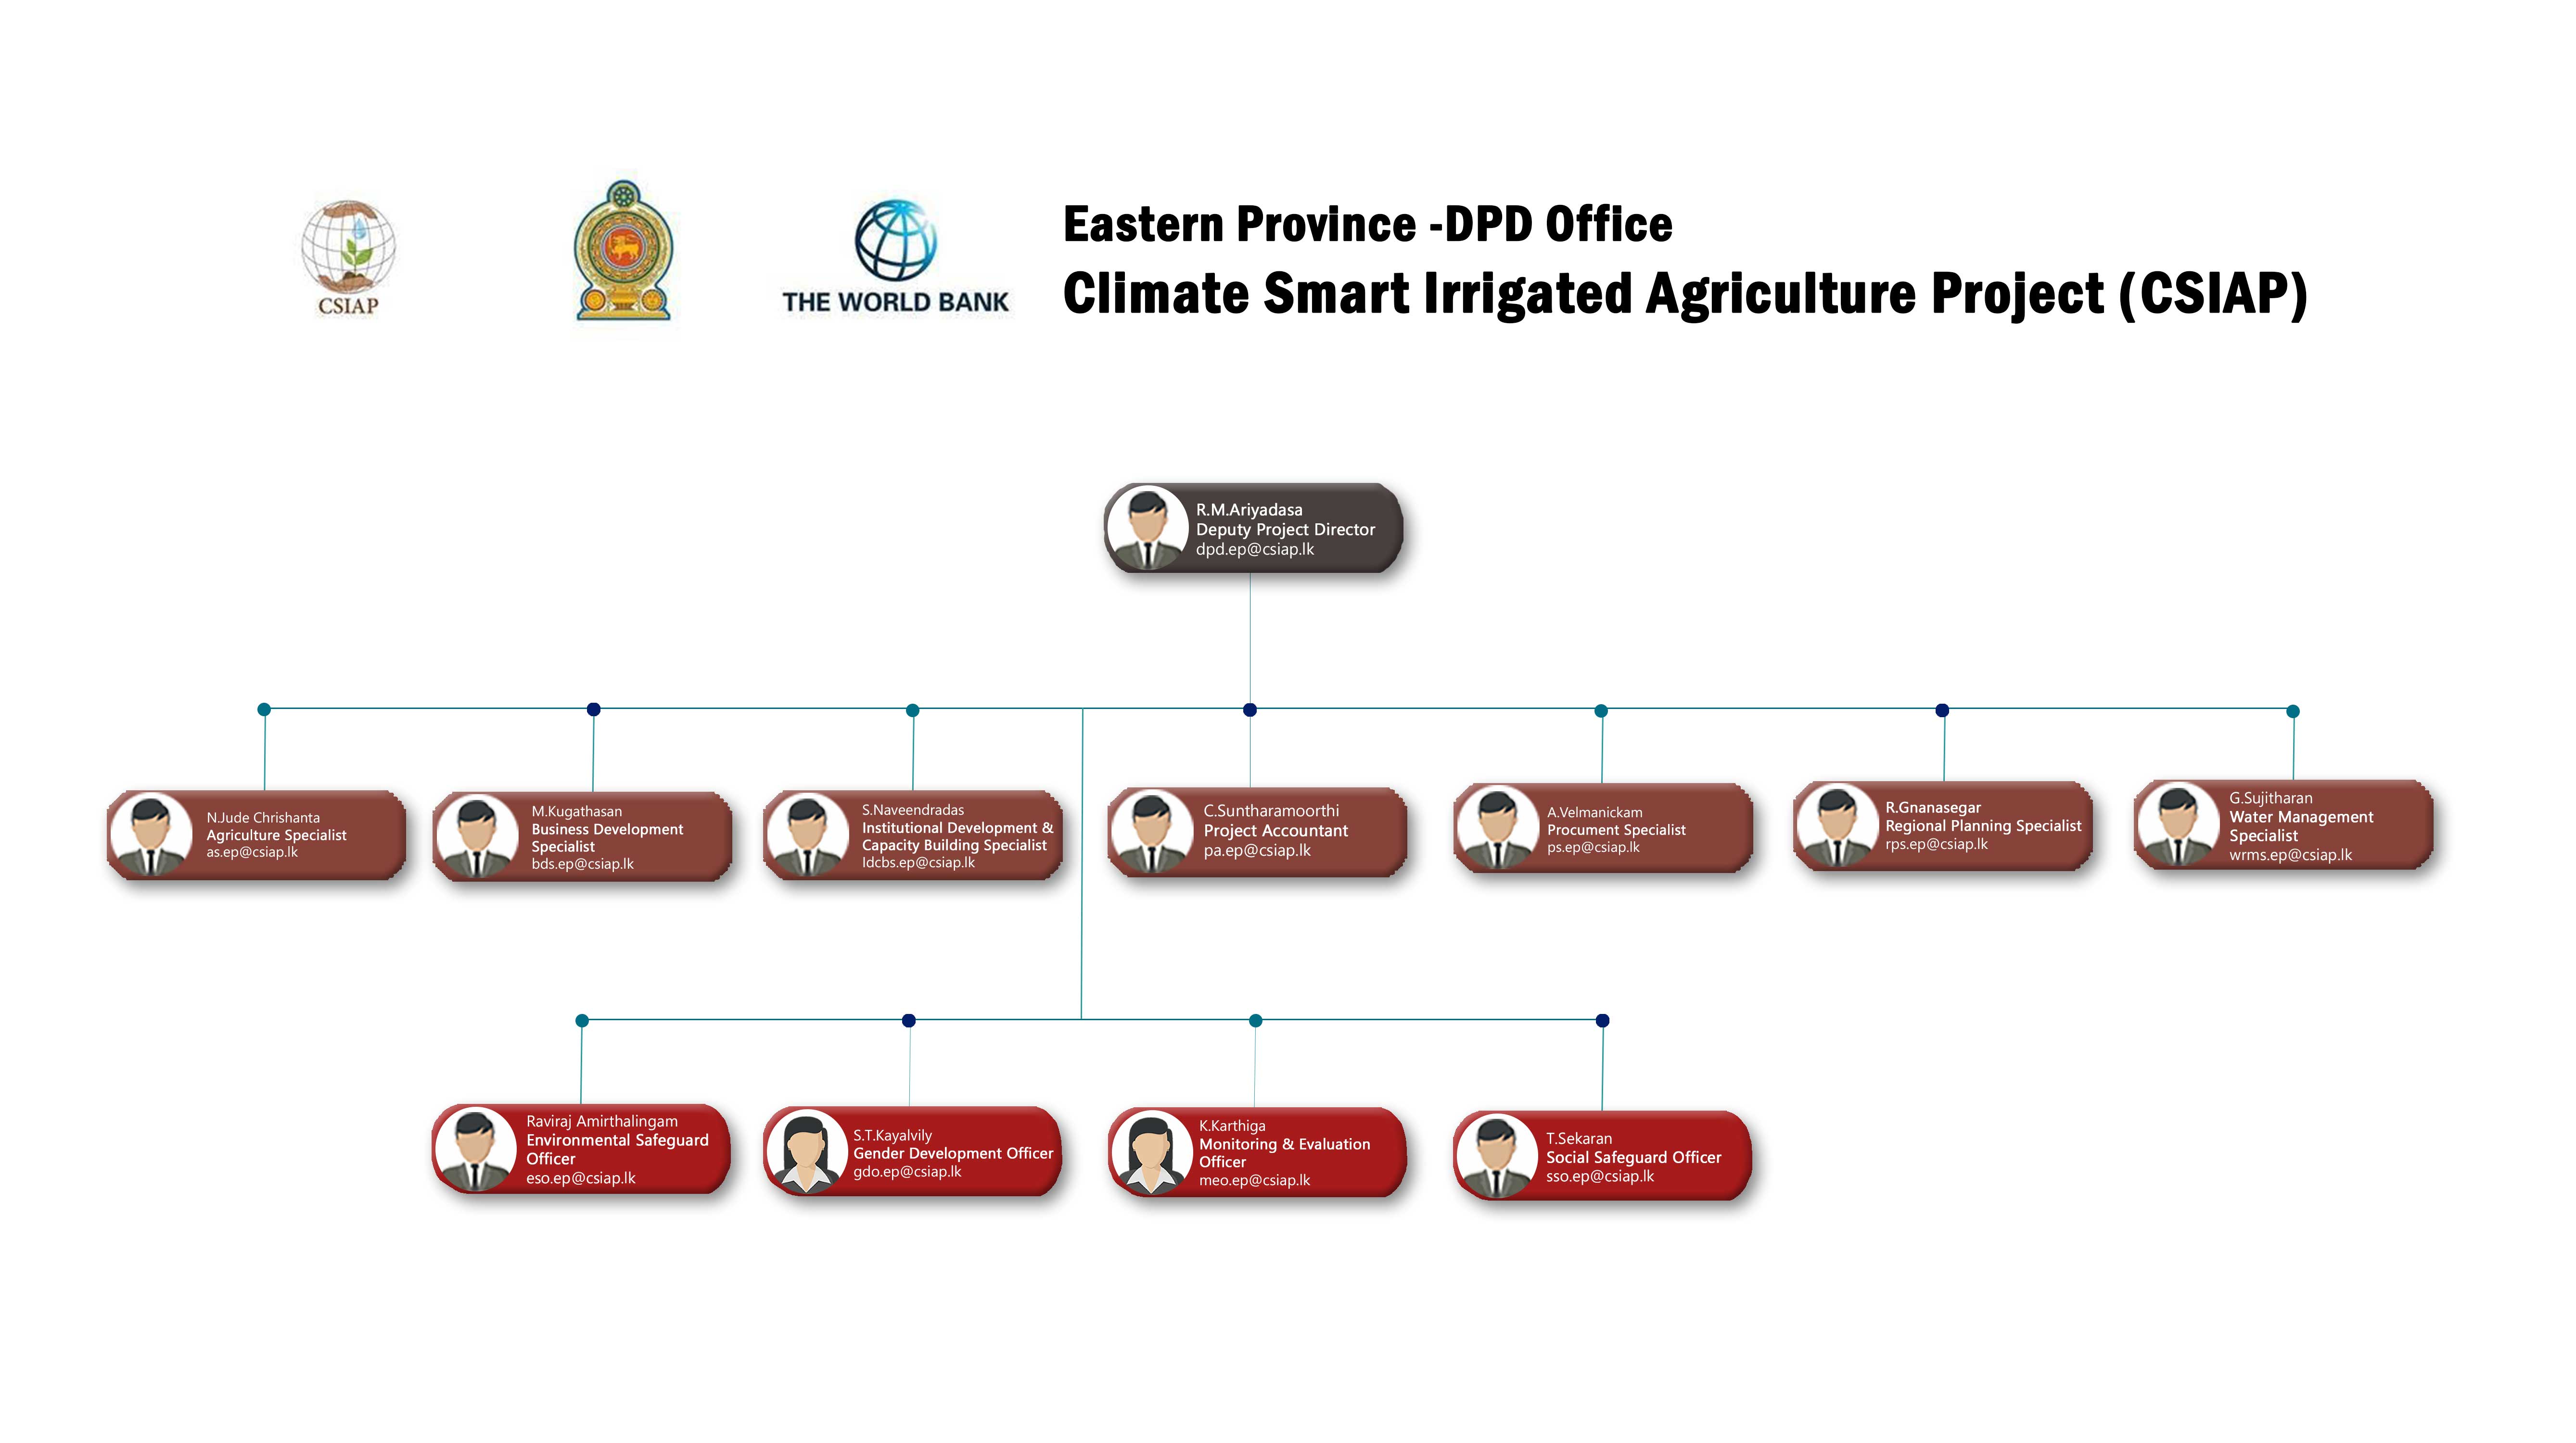 CSIAP
THE WORLD BANK
Eastern Province -DPD Office
Climate Smart Irrigated Agriculture Project (CSIAP)
R.M.Ariyadasa
Deputy Project Director
dpd.ep@csiap.lk
N.Jude Chrishanta
Agriculture Specialist
as.ep@csiap.lk
M.Kugathasan
Business Development
Specialist
bds.ep@csiap.lk
S.Naveendradas
Institutional Development &
Capacity Building Specialist
Idcbs.ep@csiap.lk
C.Suntharamoorthi
Project Accountant
pa.ep@csiap.lk
A.Velmanickam
Procument Specialist
ps.ep@csiap.lk
R.Gnanasegar
Regional Planning Specialist
rps.ep@csiap.lk
G.Sujitharan
Water Management
Specialist
wrms.ep@csiap.lk
Raviraj Amirthalingam
Environmental Safeguard
Officer
eso.ep@csiap.lk
S.T.Kayalvily
Gender Development Officer
gdo.ep@csiap.lk
K.Karthiga
Monitoring & Evaluation
Officer
meo.ep@csiap.lk
T.Sekaran
Social Safeguard Officer
sso.ep@csiap.lk